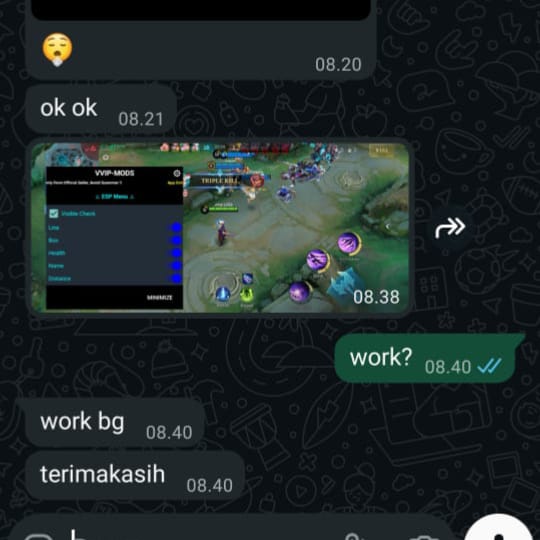 08.20
ok ok 08.21
VVIP-MODS
ESP Menu
Visible Check
Line
Box
Health
Name
Distance
MINIMIZE
TRIPLE KILL
08.38
work? 08.40
work bg 08.40
terimakasih 08.40